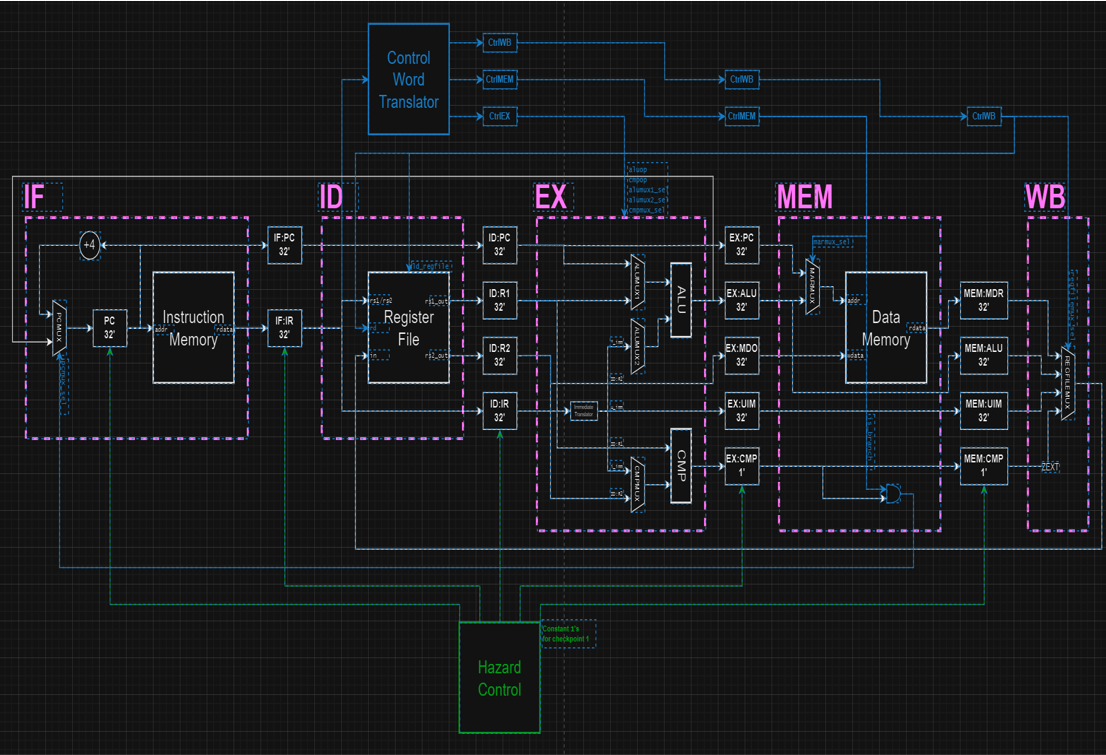 Control
Word
Translator
CtrlWB
CtrlMEM
CtrlEX
CtrlWB
CtrlMEM
CtrlWB
aluop
cmpop
alumux1_sel
alumux2_sel
cmpmux_sel
IF
ID
EX
MEM
WB
+4
PCMUX
PC
32'
addr
Instruction
Memory
rdata
IF:PC
32'
IF:IR
32'
ld_regfile
rs1/rs2
rd
in
rs1_out
rs2_out
Register
File
ID:PC
32'
ID:R1
32'
ID:R2
32'
ID:IR
32'
ALUMUX1
ALUMUX2
ALU
Immediate
Translator
CMPMUX
CMP
EX:PC
32'
EX:ALU
32'
EX:MDO
32'
EX:UIM
32'
EX:CMP
1'
marmux_sel
MARMUX
addr
Data
Memory
rdata
wdata
MEM:MDR
32'
MEM:ALU
32'
MEM:UIM
32'
MEM:CMP
1'
REGFILEMUX
ZEXT
Constant 1's
for checkpoint 1
Hazard
Control